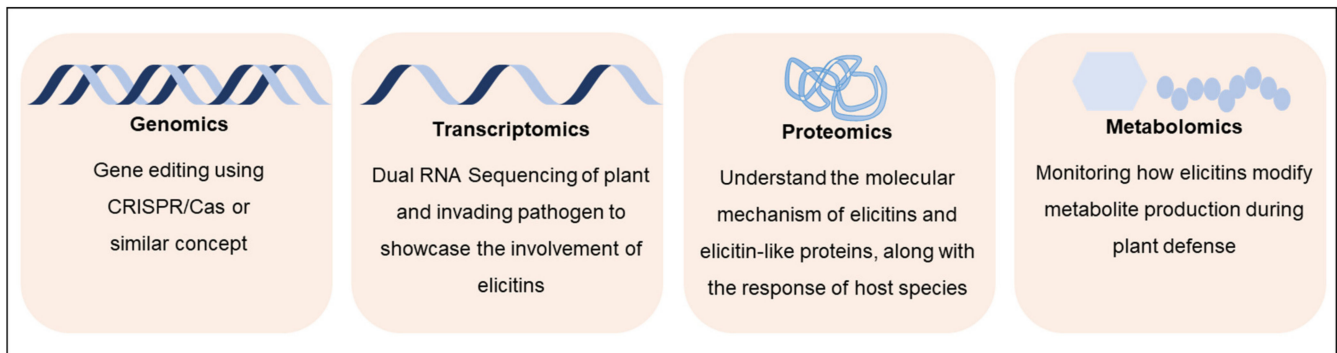 Genomics
Gene editing using
CRISPR/Cas or
similar concept
Transcriptomics
Dual RNA Sequencing of plant
and invading pathogen to
showcase the involvement of
elicitins
Proteomics
Understand the molecular
mechanism of elicitins and
elicitin-like proteins, along with
the response of host species
Metabolomics
Monitoring how elicitins modify
metabolite production during
plant defense